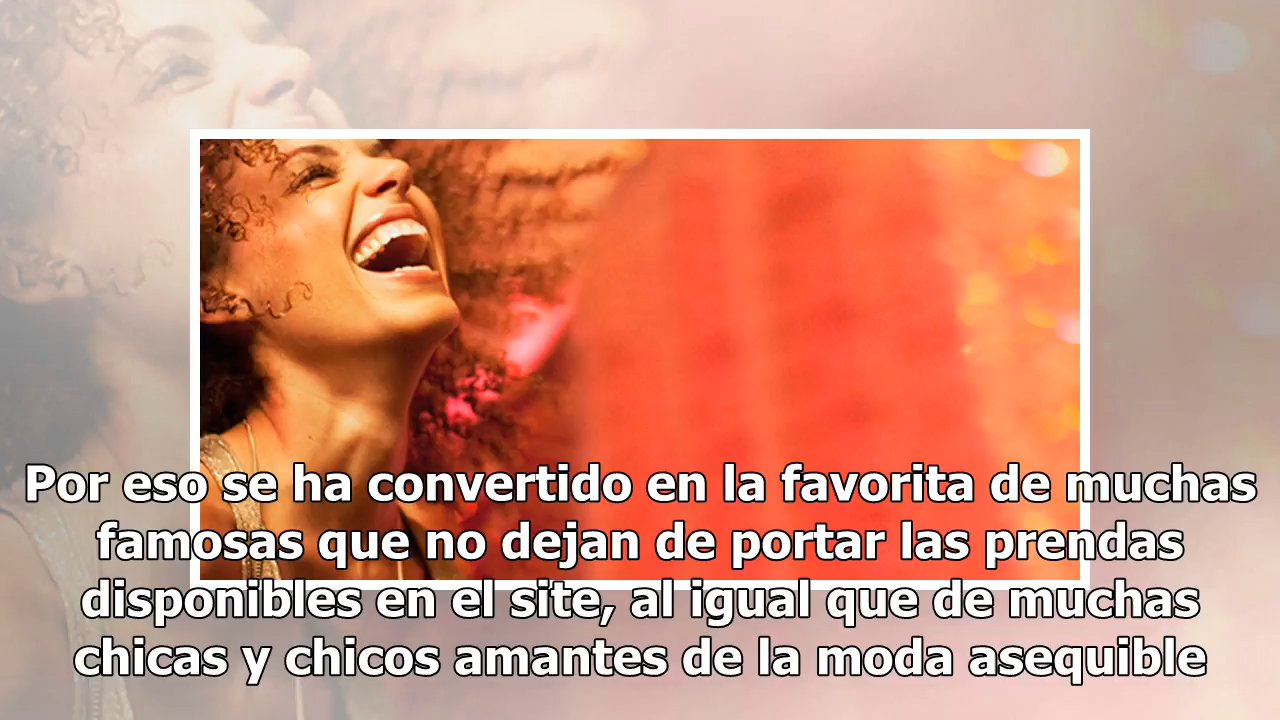 Por eso se ha convertido en la favorita de muchas
famosas que no dejan de portar las prendas
disponibles en el site, al igual que de muchas
chicas y chicos amantes de la moda asequible